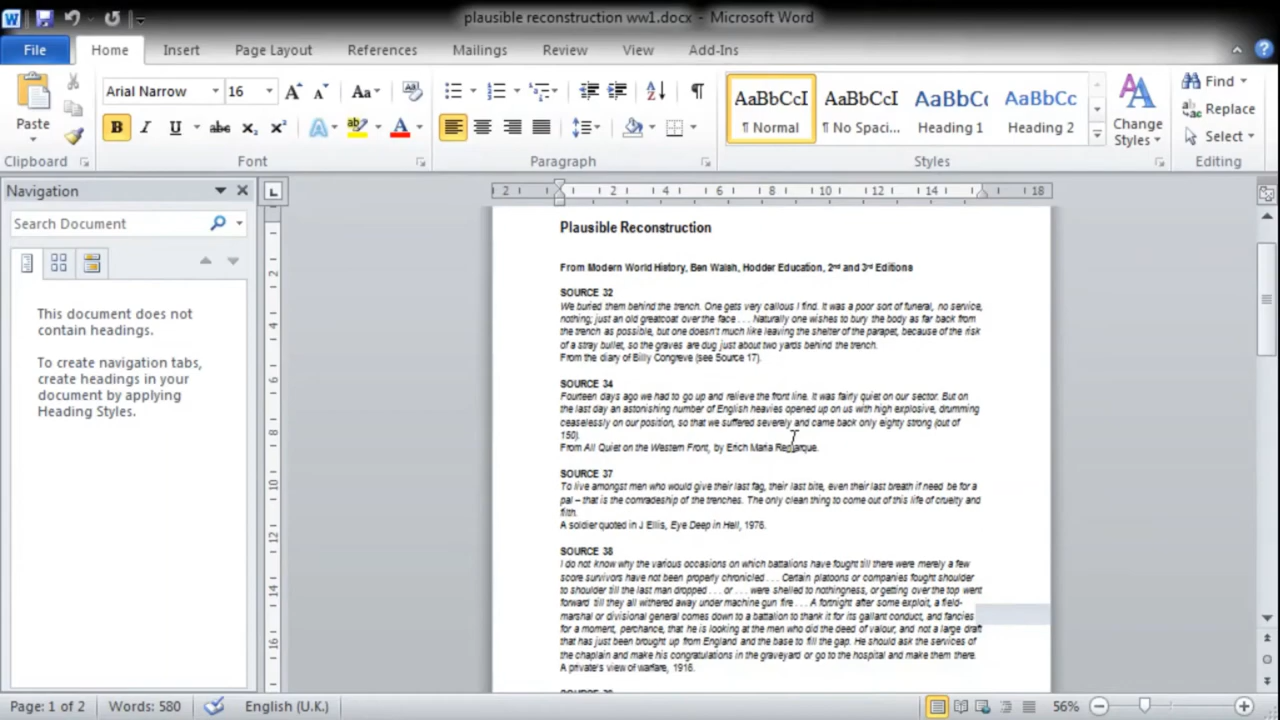 plausible reconstruction ww1.docx - Microsoft Word
File Home Insert Page Layout References Mailings Review View Add-Ins
Paste
Clipboard
Arial Narrow 16
Font
Paragraph
AaBbCcI AaBbCcI AaBbCc AaBbCc
¶ Normal ¶ No Spaci... Heading 1 Heading 2
Change Styles
Styles
Find
Replace
Select
Editing
Navigation
Search Document
This document does not
contain headings.
To create navigation tabs,
create headings in your
document by applying
Heading Styles.
2 2 4 6 8 10 12 14 18
2
4
6
8
10
12
14
16
Plausible Reconstruction
From Modern World History, Ben Walsh, Hodder Education, 2nd and 3rd Editions
SOURCE 32
We buried them behind the trench. One gets very callous I find. It was a poor sort of funeral, no service,
nothing; just an old greatcoat over the face . . . Naturally one wishes to bury the body as far back from
the trench as possible, but one doesn't much like leaving the shelter of the parapet, because of the risk
of a stray bullet, so the graves are dug just about two yards behind the trench.
From the diary of Billy Congreve (see Source 17).
SOURCE 34
Fourteen days ago we had to go up and relieve the front line. It was fairly quiet on our sector. But on
the last day an astonishing number of English heavies opened up on us with high explosive, drumming
ceaselessly on our position, so that we suffered severely and came back only eighty strong (out of
150).
From All Quiet on the Western Front, by Erich Maria Remarque.
SOURCE 37
To live amongst men who would give their last fag, their last bite, even their last breath if need be for a
pal – that is the comradeship of the trenches. The only clean thing to come out of this life of cruelty and
filth.
A soldier quoted in J Ellis, Eye Deep in Hell, 1976.
SOURCE 38
I do not know why the various occasions on which battalions have fought till there were merely a few
score survivors have not been properly chronicled . . . Certain platoons or companies fought shoulder
to shoulder till the last man dropped . . . or . . . were shelled to nothingness, or getting over the top went
forward till they all withered away under machine gun fire . . . A fortnight after some exploit, a field-
marshal or divisional general comes down to a battalion to thank it for its gallant conduct, and fancies
for a moment, perchance, that he is looking at the men who did the deed of valour, and not a large draft
that has just been brought up from England and the base to fill the gap. He should ask the services of
the chaplain and make his congratulations in the graveyard or go to the hospital and make them there.
A private's view of warfare, 1916.
Page: 1 of 2 Words: 580 English (U.K.) 56%